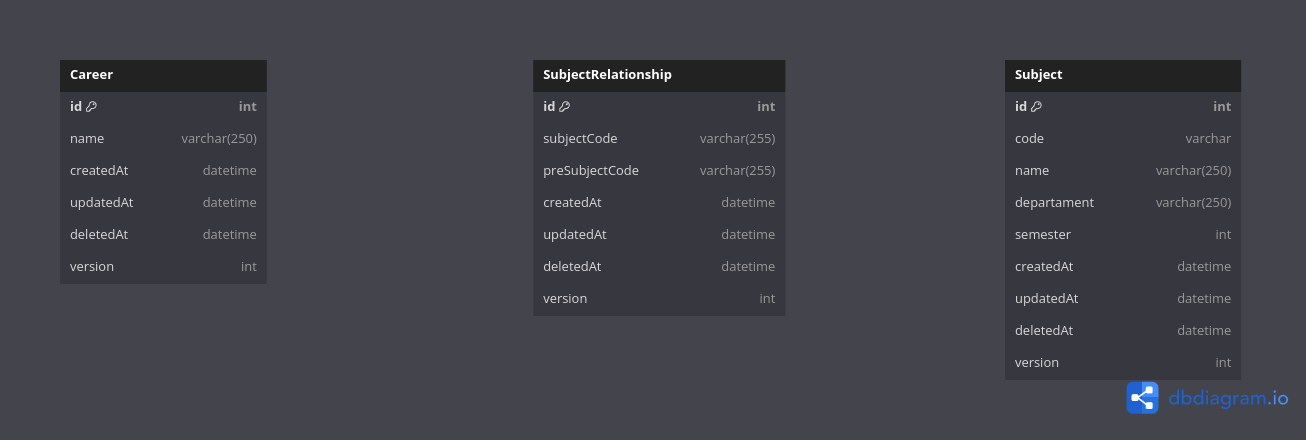 Career
id int
name varchar(250)
createdAt datetime
updatedAt datetime
deletedAt datetime
version int
SubjectRelationship
id int
subjectCode varchar(255)
preSubjectCode varchar(255)
createdAt datetime
updatedAt datetime
deletedAt datetime
version int
Subject
id int
code varchar
name varchar(250)
departament varchar(250)
semester int
createdAt datetime
updatedAt datetime
deletedAt datetime
version int
dbdiagram.io